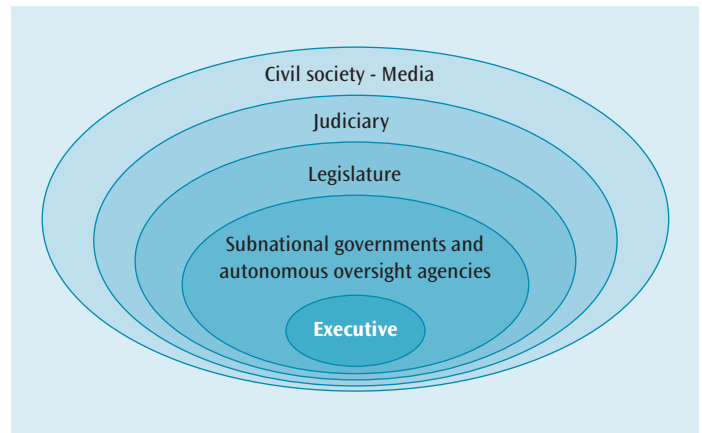 Civil society - Media
Judiciary
Legislature
Subnational governments and
autonomous oversight agencies
Executive